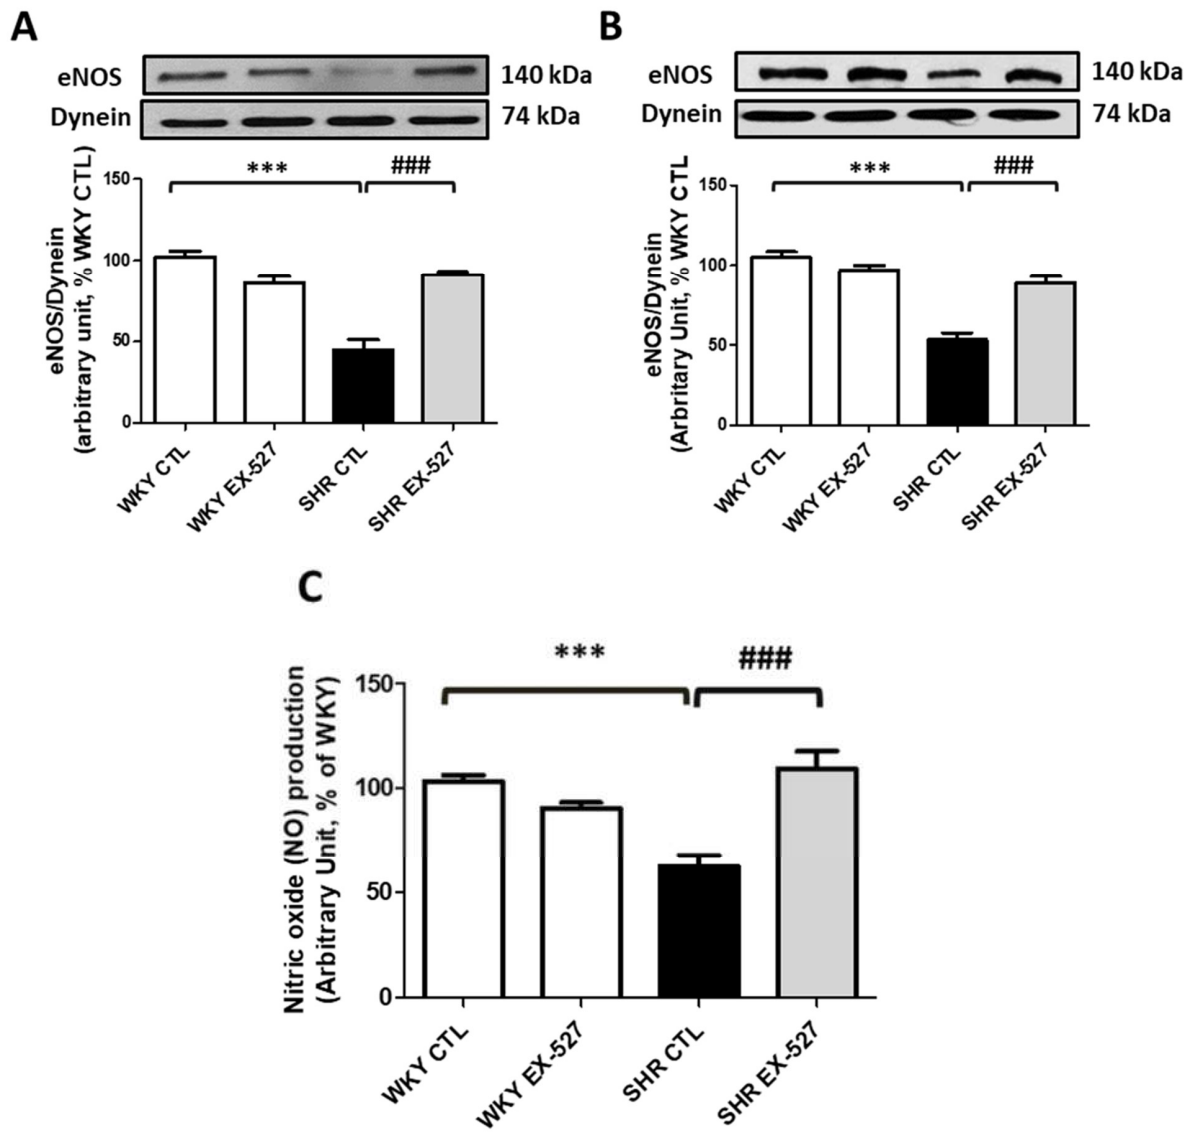 A
eNOS
140 kDa
Dynein
74 kDa
*** ###
eNOS/Dynein
(arbitrary unit, % WKY CTL)
150
100
50
0
WKY CTL
WKY EX-527
SHR CTL
SHR EX-527
B
eNOS
140 kDa
Dynein
74 kDa
*** ###
eNOS/Dynein
(Arbritary Unit, % WKY CTL
150
100
50
0
WKY CTL
WKY EX-527
SHR CTL
SHR EX-527
C
*** ###
Nitric oxide (NO) production
(Arbitrary Unit, % of WKY)
150
100
50
0
WKY CTL
WKY EX-527
SHR CTL
SHR EX-527